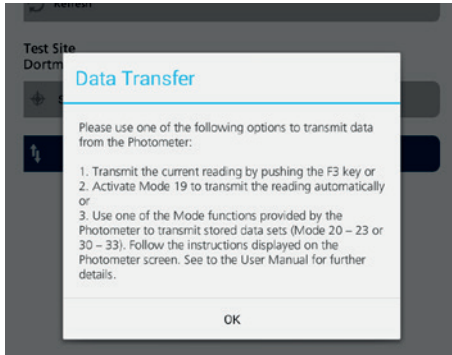 Refresh
Test Site
Dortm
S
Data Transfer
Please use one of the following options to transmit data
from the Photometer:
1. Transmit the current reading by pushing the F3 key or
2. Activate Mode 19 to transmit the reading automatically
or
3. Use one of the Mode functions provided by the
Photometer to transmit stored data sets (Mode 20 – 23 or
30 – 33). Follow the instructions displayed on the
Photometer screen. See to the User Manual for further
details.
OK